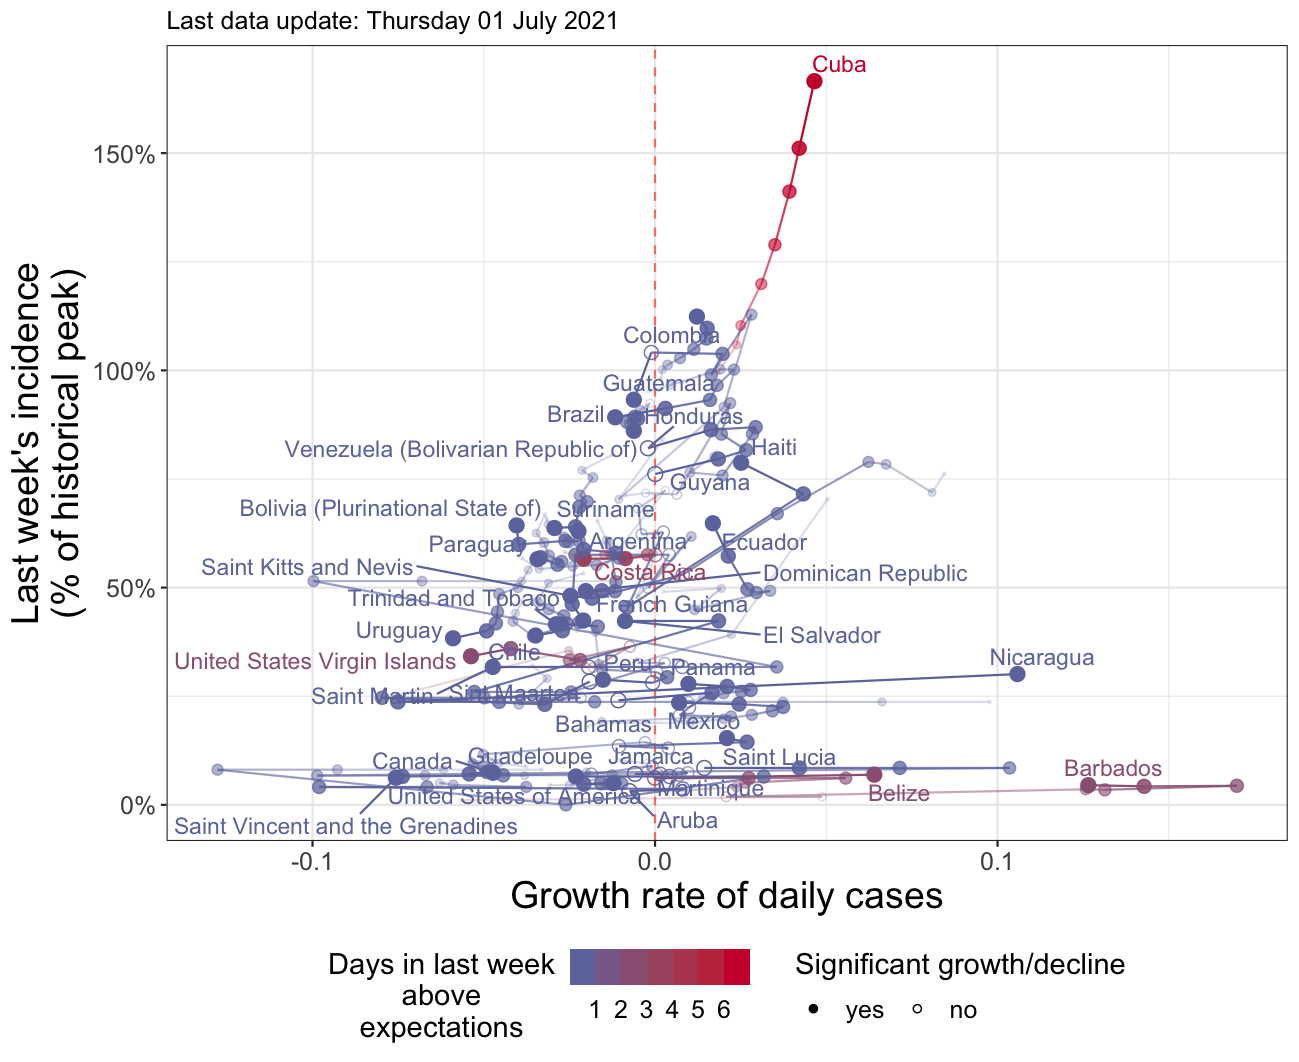 Last data update: Thursday 01 July 2021
Last week's incidence
(% of historical peak)
150%
100%
50%
0%
Cuba
Colombia
Guatemala
Brazil
Honduras
Venezuela (Bolivarian Republic of)
Haiti
Guyana
Bolivia (Plurinational State of)
Suriname
Paraguay
Argentina
Ecuador
Saint Kitts and Nevis
Costa Rica
Dominican Republic
Trinidad and Tobago
French Guiana
Uruguay
El Salvador
Chile
United States Virgin Islands
Peru
Panama
Nicaragua
Saint Martin
Sint Maarten
Bahamas
Mexico
Canada
Guadeloupe
Jamaica
Saint Lucia
Barbados
United States of America
Martinique
Belize
Saint Vincent and the Grenadines
Aruba
-0.1
0.0
0.1
Growth rate of daily cases
Days in last week
above
expectations
1 2 3 4 5 6
Significant growth/decline
yes
no